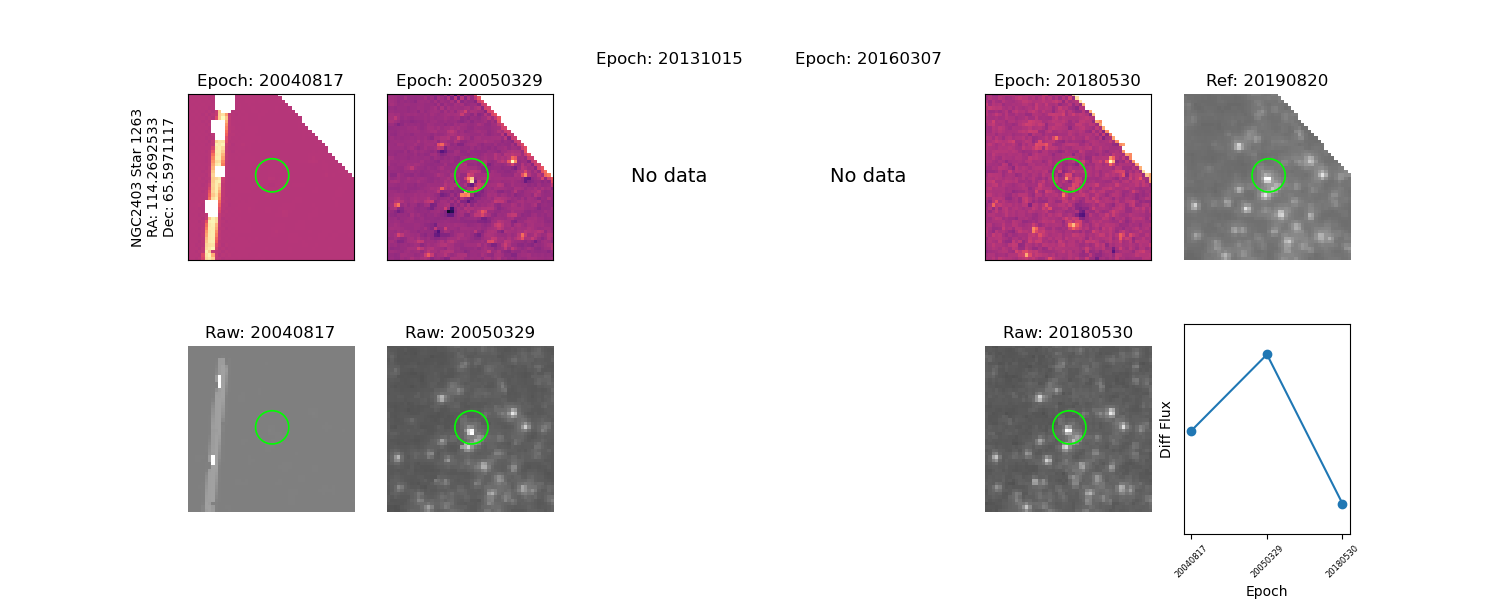 Epoch: 20131015
Epoch: 20160307
Epoch: 20040817
Epoch: 20050329
Epoch: 20180530
Ref: 20190820
NGC2403 Star 1263
RA: 114.2692533
Dec: 65.5971117
No data
No data
Raw: 20040817
Raw: 20050329
Raw: 20180530
Diff Flux
20040817
20050329
20180530
Epoch